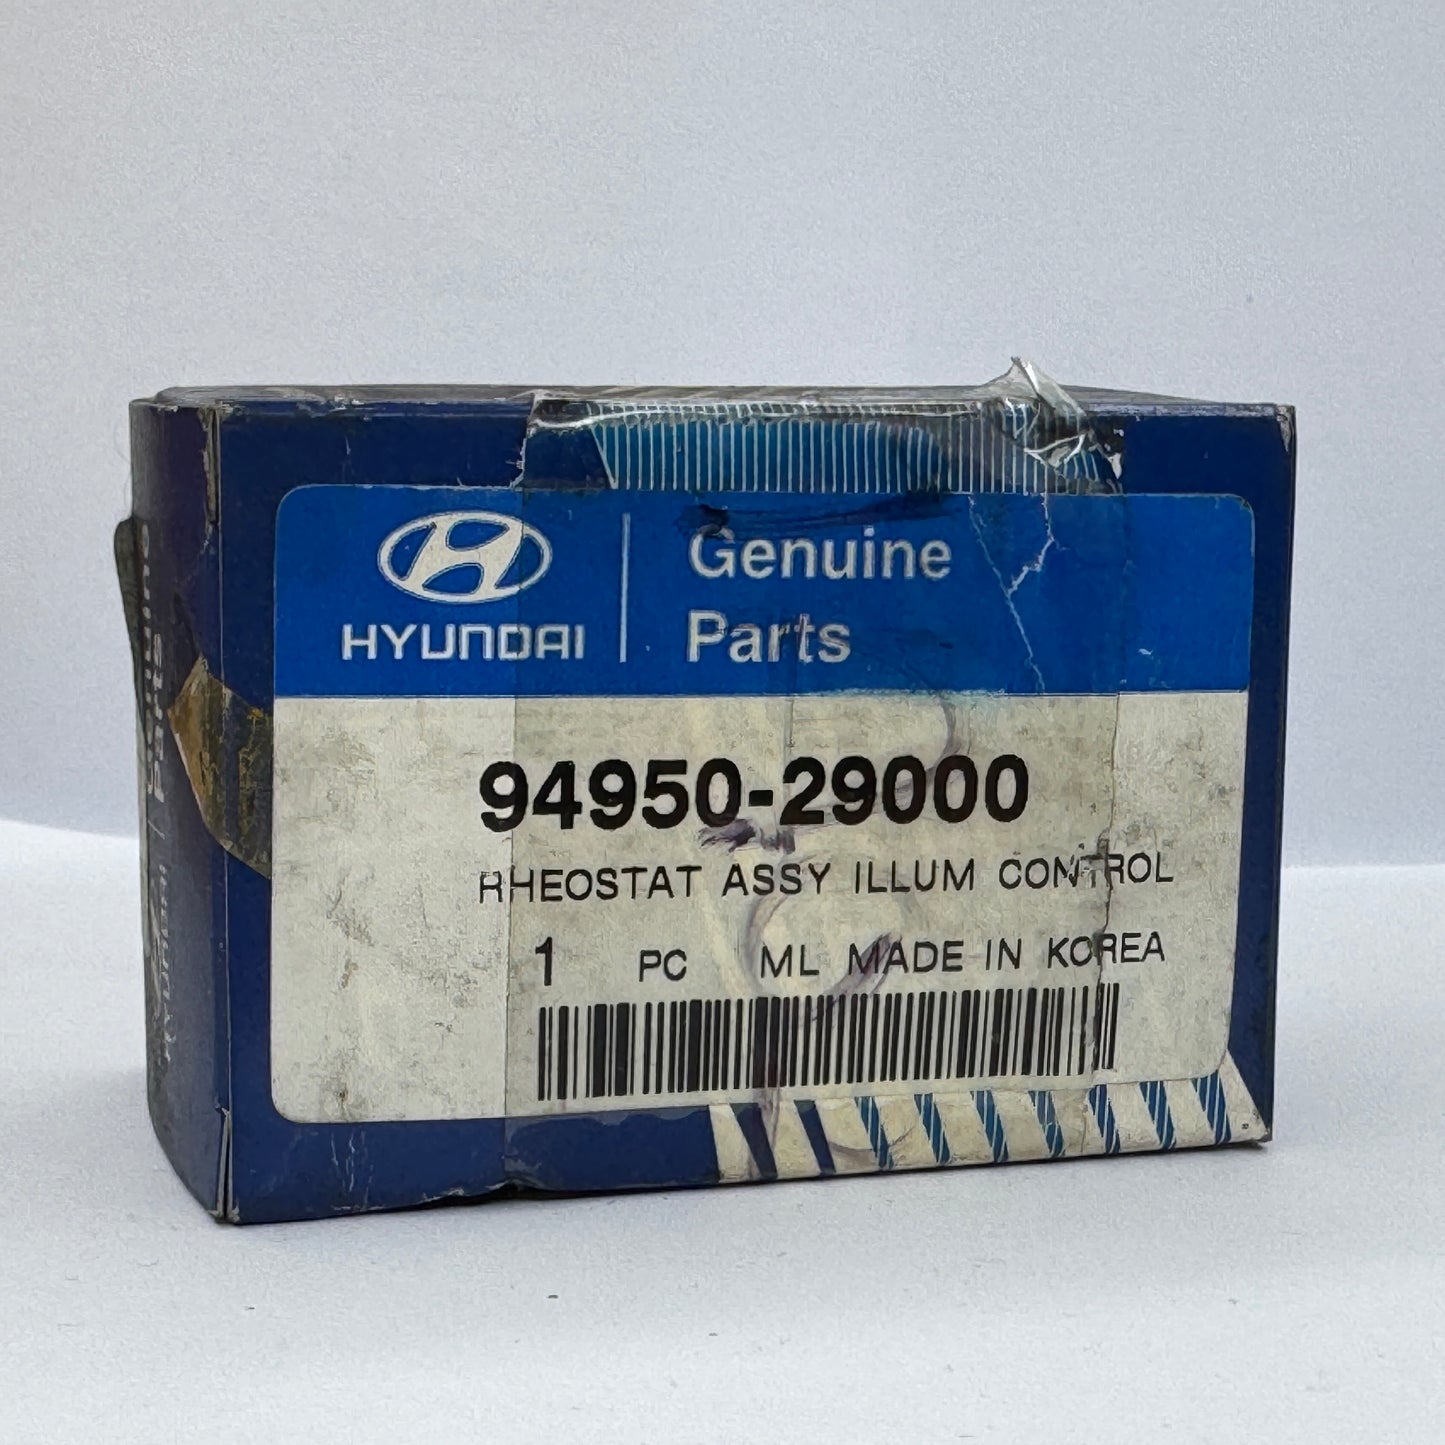 HYUNDAI
Genuine
Parts
94950-29000
RHEOSTAT ASSY ILLUM CONTROL
1 PC ML MADE IN KOREA